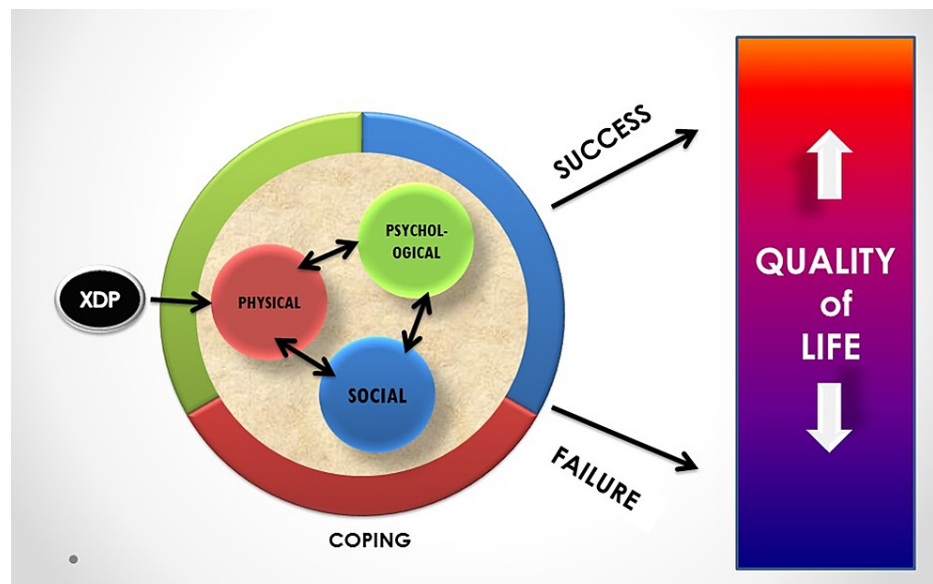 XDP
PHYSICAL
PSYCHOL-
OGICAL
SOCIAL
COPING
SUCCESS
FAILURE
QUALITY
of
LIFE